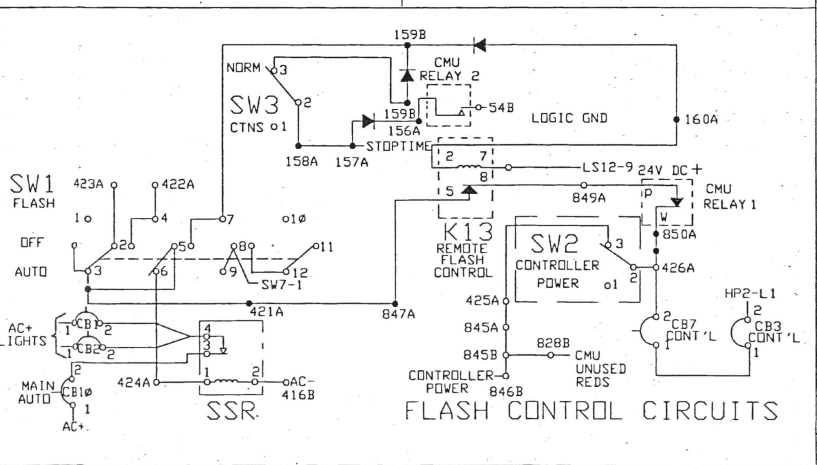 159B
NORM
3
CMU
RELAY 2
SW3
CTNS
2
1
159B
156A
54B
LOGIC GND
160A
STOPTIME
158A
157A
2
7
8
LS12-9
24V DC+
5
849A
P
W
CMU
RELAY 1
850A
K13
REMOTE
FLASH
CONTROL
SW2
CONTROLLER
POWER
3
2
1
426A
SW1
FLASH
423A
422A
1
2
4
5
7
8
10
11
OFF
AUTO
3
6
9
12
SW7-1
421A
847A
425A
845A
845B
828B
CMU
UNUSED
REDS
CONTROLLER
POWER
846B
HP2-L1
2
CB7
CONT'L
1
2
CB3
CONT'L
1
AC+
LIGHTS
1
CB1
2
1
CB2
2
4
3
2
MAIN
AUTO
CB10
1
AC+
424A
1
2
AC-
416B
SSR
FLASH CONTROL CIRCUITS